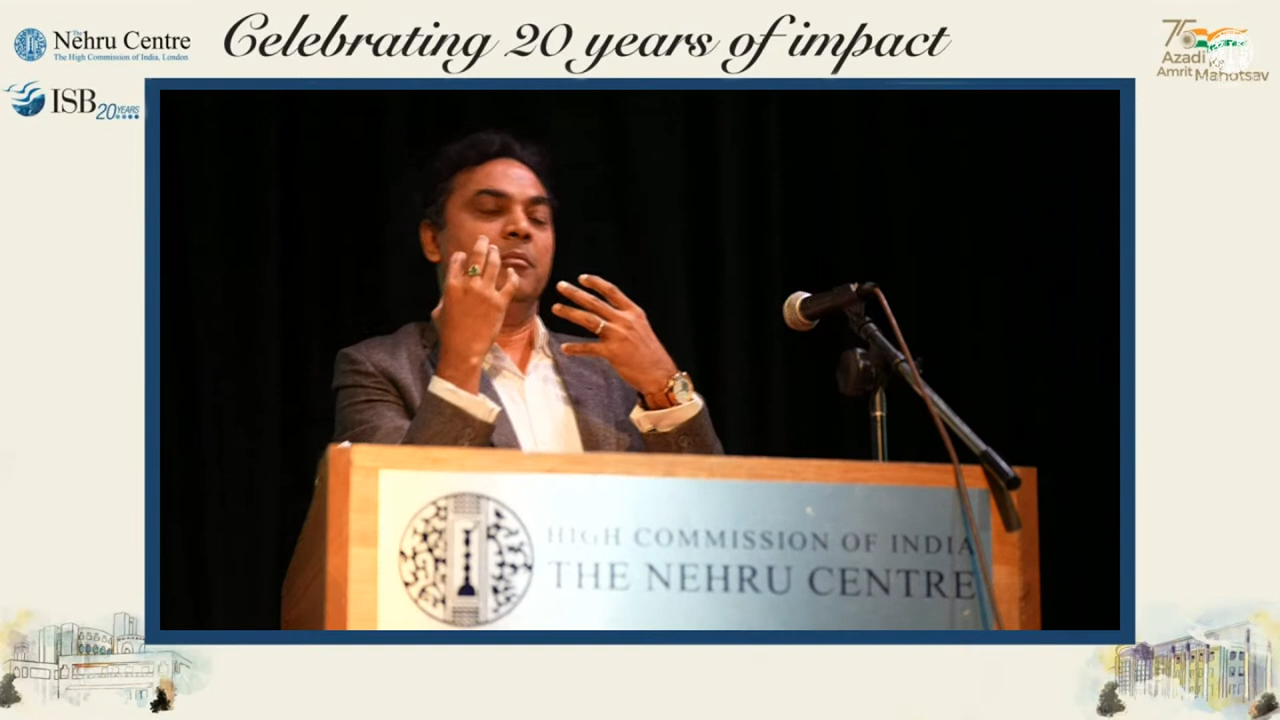 The
Nehru Centre
The High Commission of India, London
ISB 20 YEARS
Celebrating 20 years of impact
75
Azadi
Amrit Mahotsav
HIGH COMMISSION OF INDIA
THE NEHRU CENTRE